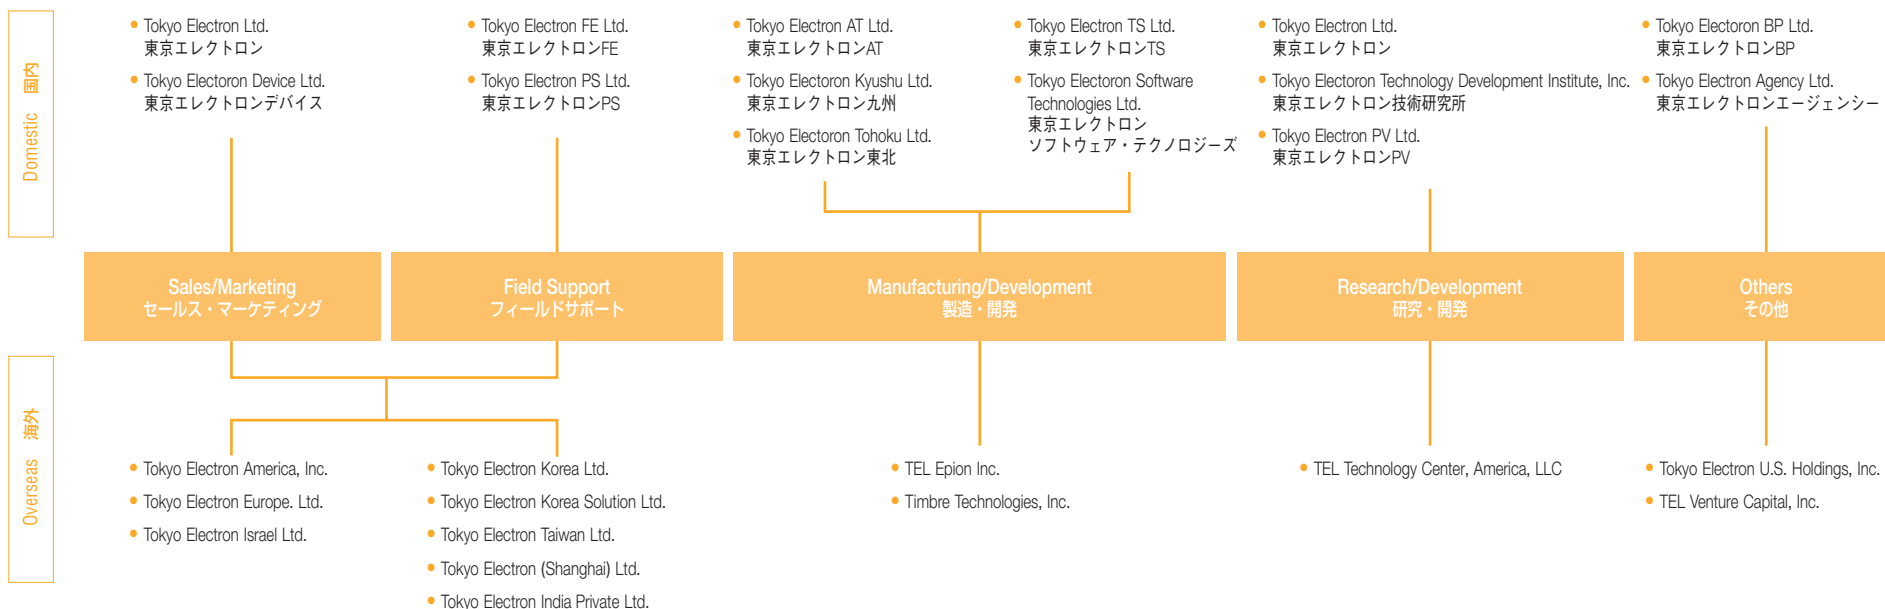 Domestic 国内
Tokyo Electron Ltd.
東京エレクトロン
Tokyo Electoron Device Ltd.
東京エレクトロンデバイス
Tokyo Electron FE Ltd.
東京エレクトロンFE
Tokyo Electron PS Ltd.
東京エレクトロンPS
Tokyo Electron AT Ltd.
東京エレクトロンAT
Tokyo Electoron Kyushu Ltd.
東京エレクトロン九州
Tokyo Electoron Tohoku Ltd.
東京エレクトロン東北
Tokyo Electron TS Ltd.
東京エレクトロンTS
Tokyo Electoron Software
Technologies Ltd.
東京エレクトロン
ソフトウェア・テクノロジーズ
Tokyo Electron Ltd.
東京エレクトロン
Tokyo Electoron Technology Development Institute, Inc.
東京エレクトロン技術研究所
Tokyo Electron PV Ltd.
東京エレクトロンPV
Tokyo Electoron BP Ltd.
東京エレクトロンBP
Tokyo Electron Agency Ltd.
東京エレクトロンエージェンシー
Sales/Marketing
セールス・マーケティング
Field Support
フィールドサポート
Manufacturing/Development
製造・開発
Research/Development
研究・開発
Others
その他
Overseas 海外
Tokyo Electron America, Inc.
Tokyo Electron Europe. Ltd.
Tokyo Electron Israel Ltd.
Tokyo Electron Korea Ltd.
Tokyo Electron Korea Solution Ltd.
Tokyo Electron Taiwan Ltd.
Tokyo Electron (Shanghai) Ltd.
Tokyo Electron India Private Ltd.
TEL Epion Inc.
Timbre Technologies, Inc.
TEL Technology Center, America, LLC
Tokyo Electron U.S. Holdings, Inc.
TEL Venture Capital, Inc.